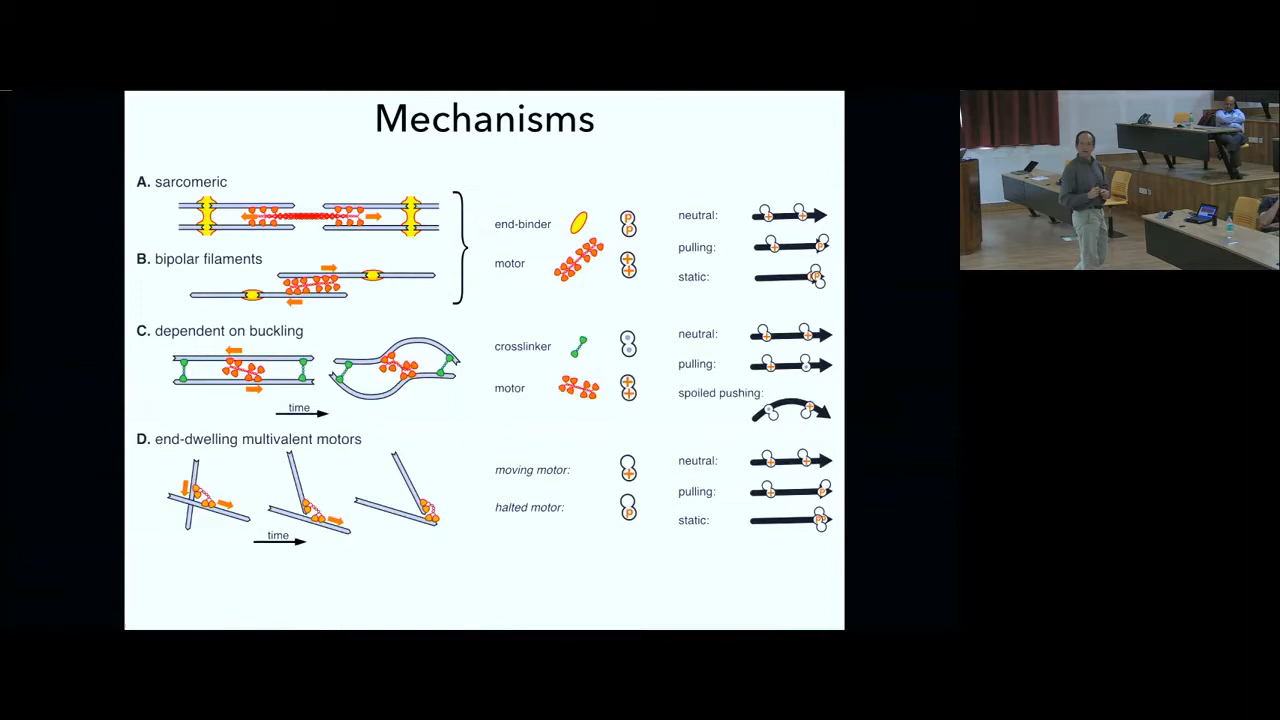 Mechanisms
A. sarcomeric
B. bipolar filaments
end-binder
P
P
motor
+
+
neutral:
+ +
pulling:
+ P
static:
P
C. dependent on buckling
time
crosslinker
motor
+
+
neutral:
+ +
pulling:
+
spoiled pushing:
+
D. end-dwelling multivalent motors
time
moving motor:
+
halted motor:
P
neutral:
+ +
pulling:
+ P
static:
P P